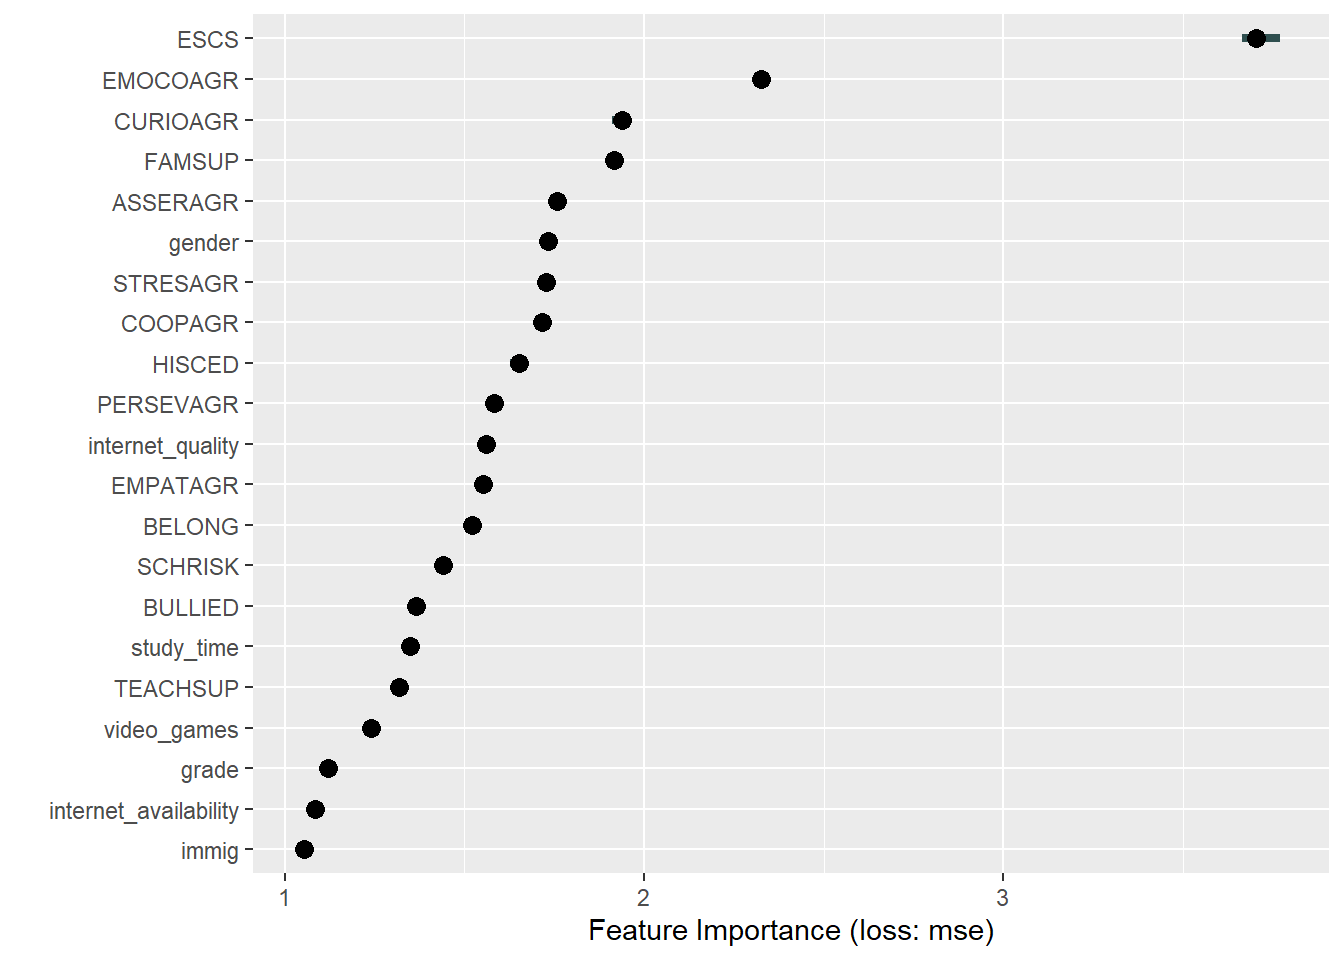 ESCS
EMOCOAGR
CURIOAGR
FAMSUP
ASSERAGR
gender
STRESAGR
COOPAGR
HISCED
PERSEVAGR
internet_quality
EMPATAGR
BELONG
SCHRISK
BULLIED
study_time
TEACHSUP
video_games
grade
internet_availability
immig
1 2 3
Feature Importance (loss: mse)